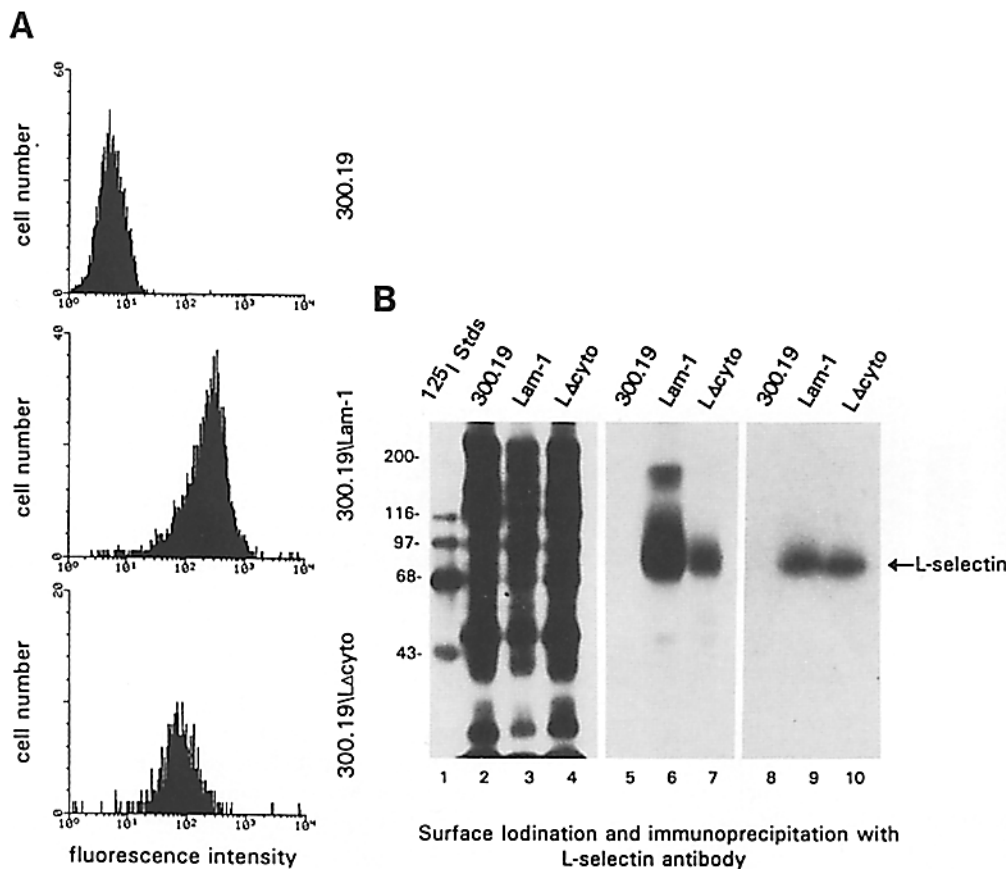 A
60
cell number
0
10⁰ 10¹ 10² 10³ 10⁴
300.19
40
cell number
0
10⁰ 10¹ 10² 10³ 10⁴
300.19\Lam-1
20
cell number
0
10⁰ 10¹ 10² 10³ 10⁴
300.19\LΔcyto
fluorescence intensity
B
125I Stds
300.19
Lam-1
LΔcyto
300.19
Lam-1
LΔcyto
300.19
Lam-1
LΔcyto
200-
116-
97-
68-
43-
←L-selectin
1 2 3 4 5 6 7 8 9 10
Surface Iodination and immunoprecipitation with
L-selectin antibody